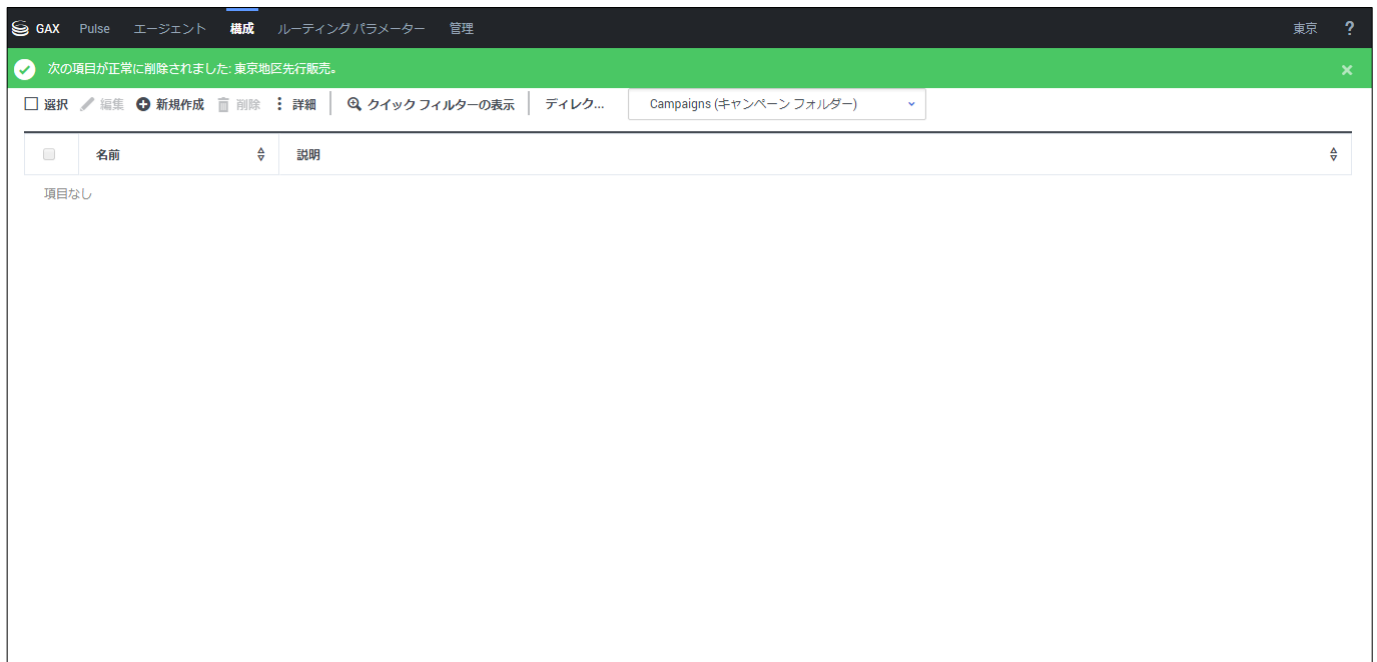 GAX Pulse エージェント 構成 ルーティング パラメーター 管理 東京 ?
次の項目が正常に削除されました: 東京地区先行販売。 ×
選択 編集 新規作成 削除 詳細 クイック フィルターの表示 ディレク... Campaigns (キャンペーン フォルダー)
名前 説明
項目なし